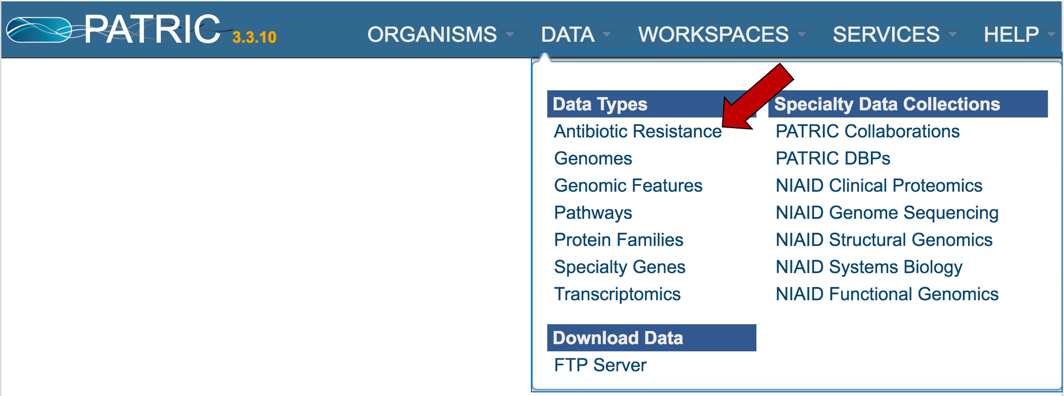 PATRIC 3.3.10 ORGANISMS DATA WORKSPACES SERVICES HELP
Data Types
Antibiotic Resistance
Genomes
Genomic Features
Pathways
Protein Families
Specialty Genes
Transcriptomics
Download Data
FTP Server
Specialty Data Collections
PATRIC Collaborations
PATRIC DBPs
NIAID Clinical Proteomics
NIAID Genome Sequencing
NIAID Structural Genomics
NIAID Systems Biology
NIAID Functional Genomics